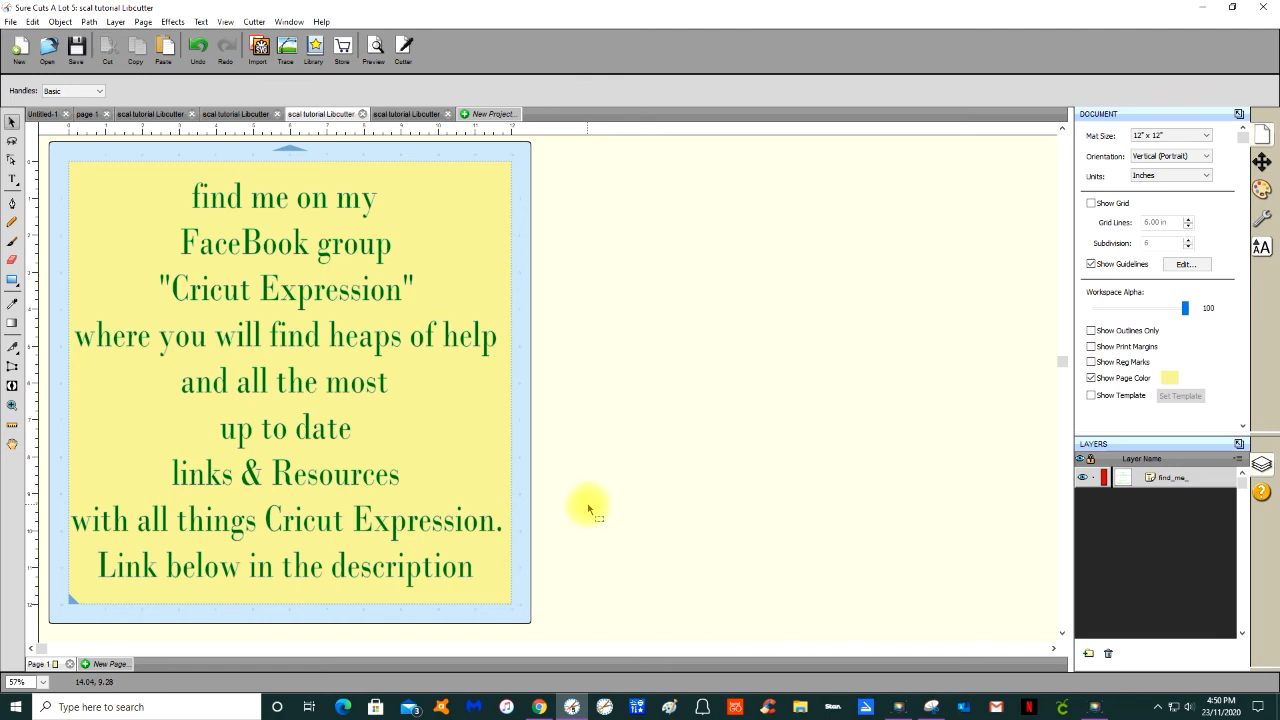 Sure Cuts A Lot 5: scal tutorial Libcutter
File Edit Object Path Layer Page Effects Text View Cutter Window Help
New Open Save Cut Copy Paste Undo Redo Import Trace Library Store Preview Cutter
Handles: Basic
Untitled-1 page 1 scal tutorial Libcutter scal tutorial Libcutter scal tutorial Libcutter scal tutorial Libcutter New Project...
find me on my
FaceBook group
"Cricut Expression"
where you will find heaps of help
and all the most
up to date
links & Resources
with all things Cricut Expression.
Link below in the description
DOCUMENT
Mat Size: 12" x 12"
Orientation: Vertical (Portrait)
Units: Inches
Show Grid
Grid Lines: 6.00 in
Subdivision: 6
Show Guidelines Edit...
Workspace Alpha:
100
Show Outlines Only
Show Print Margins
Show Reg Marks
Show Page Color
Show Template Set Template
LAYERS
Layer Name
find_me_
Page 1 New Page...
57% 14.04, 9.28
Type here to search
4:50 PM
23/11/2020